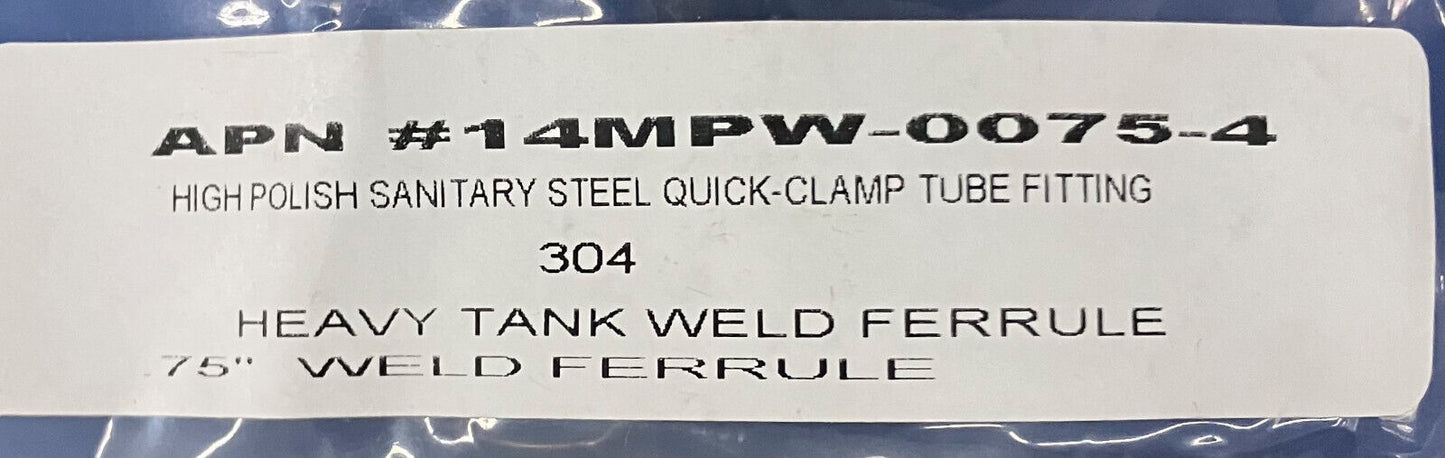 APN #14MPW-0075-4
HIGH POLISH SANITARY STEEL QUICK-CLAMP TUBE FITTING
304
HEAVY TANK WELD FERRULE
.75" WELD FERRULE